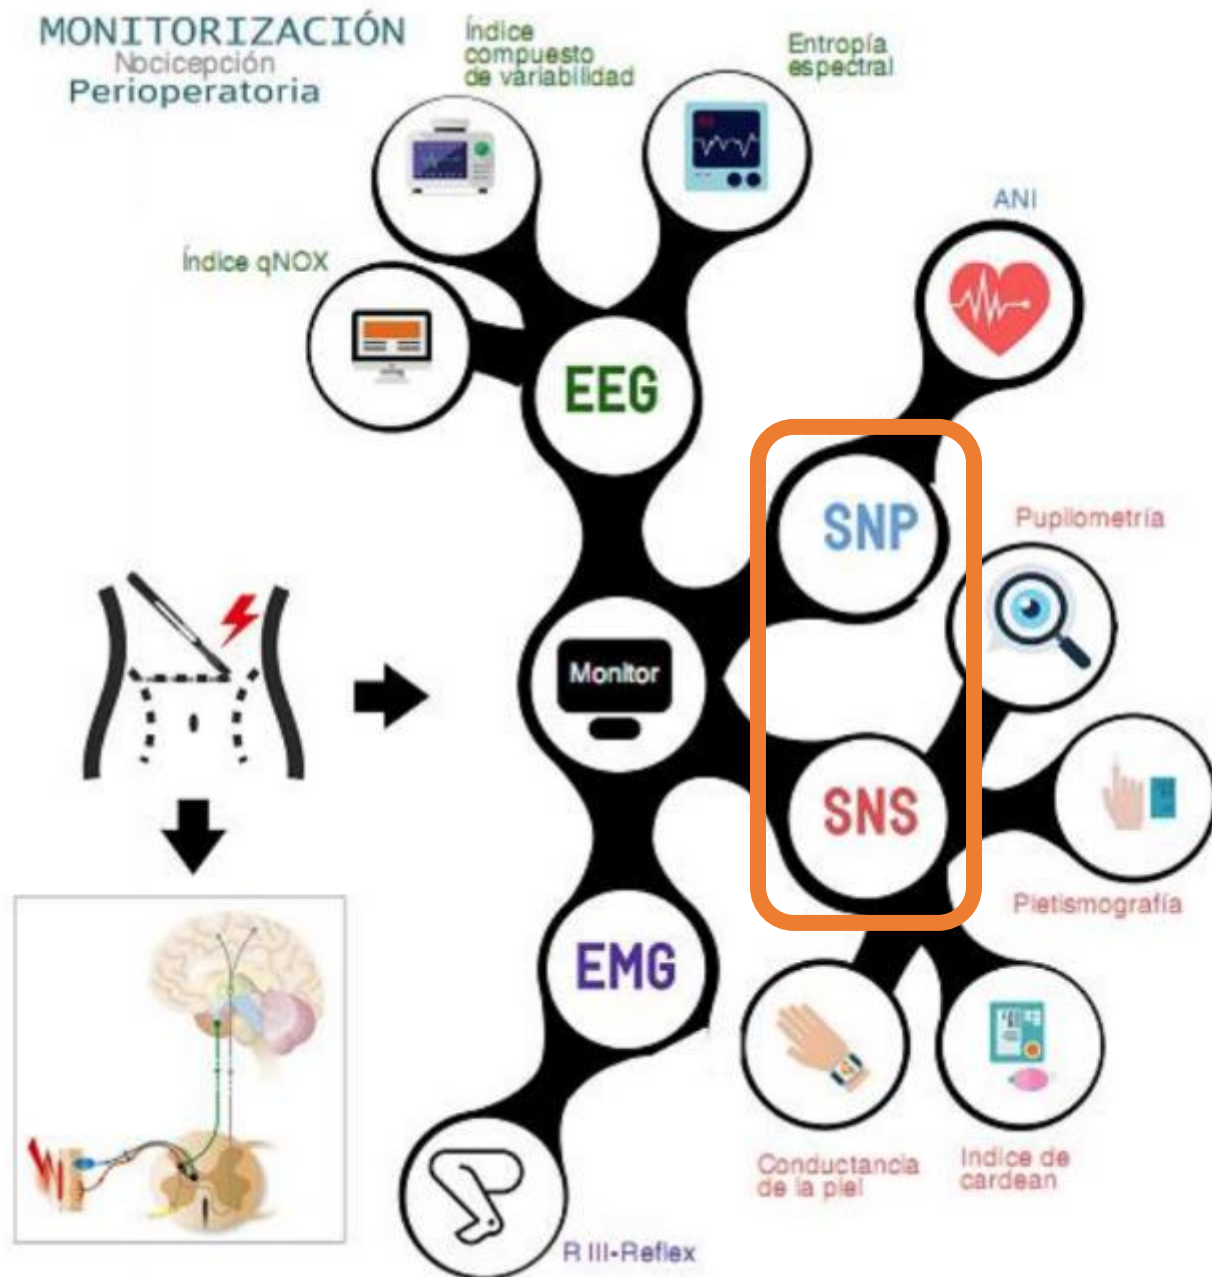 MONITORIZACIÓN
Nocicepción
Perioperatoria
Índice
compuesto
de variabilidad
Entropía
espectral
ANI
Índice qNOX
EEG
SNP
Pupilometría
Monitor
SNS
Pletismografía
EMG
Conductancia
de la piel
Indice de
cardean
R III-Reflex